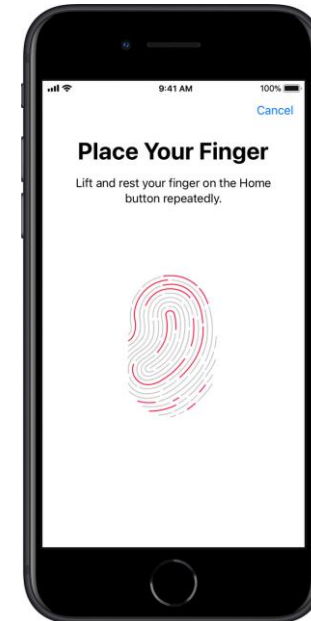 9:41 AM 100%
Cancel
Place Your Finger
Lift and rest your finger on the Home
button repeatedly.